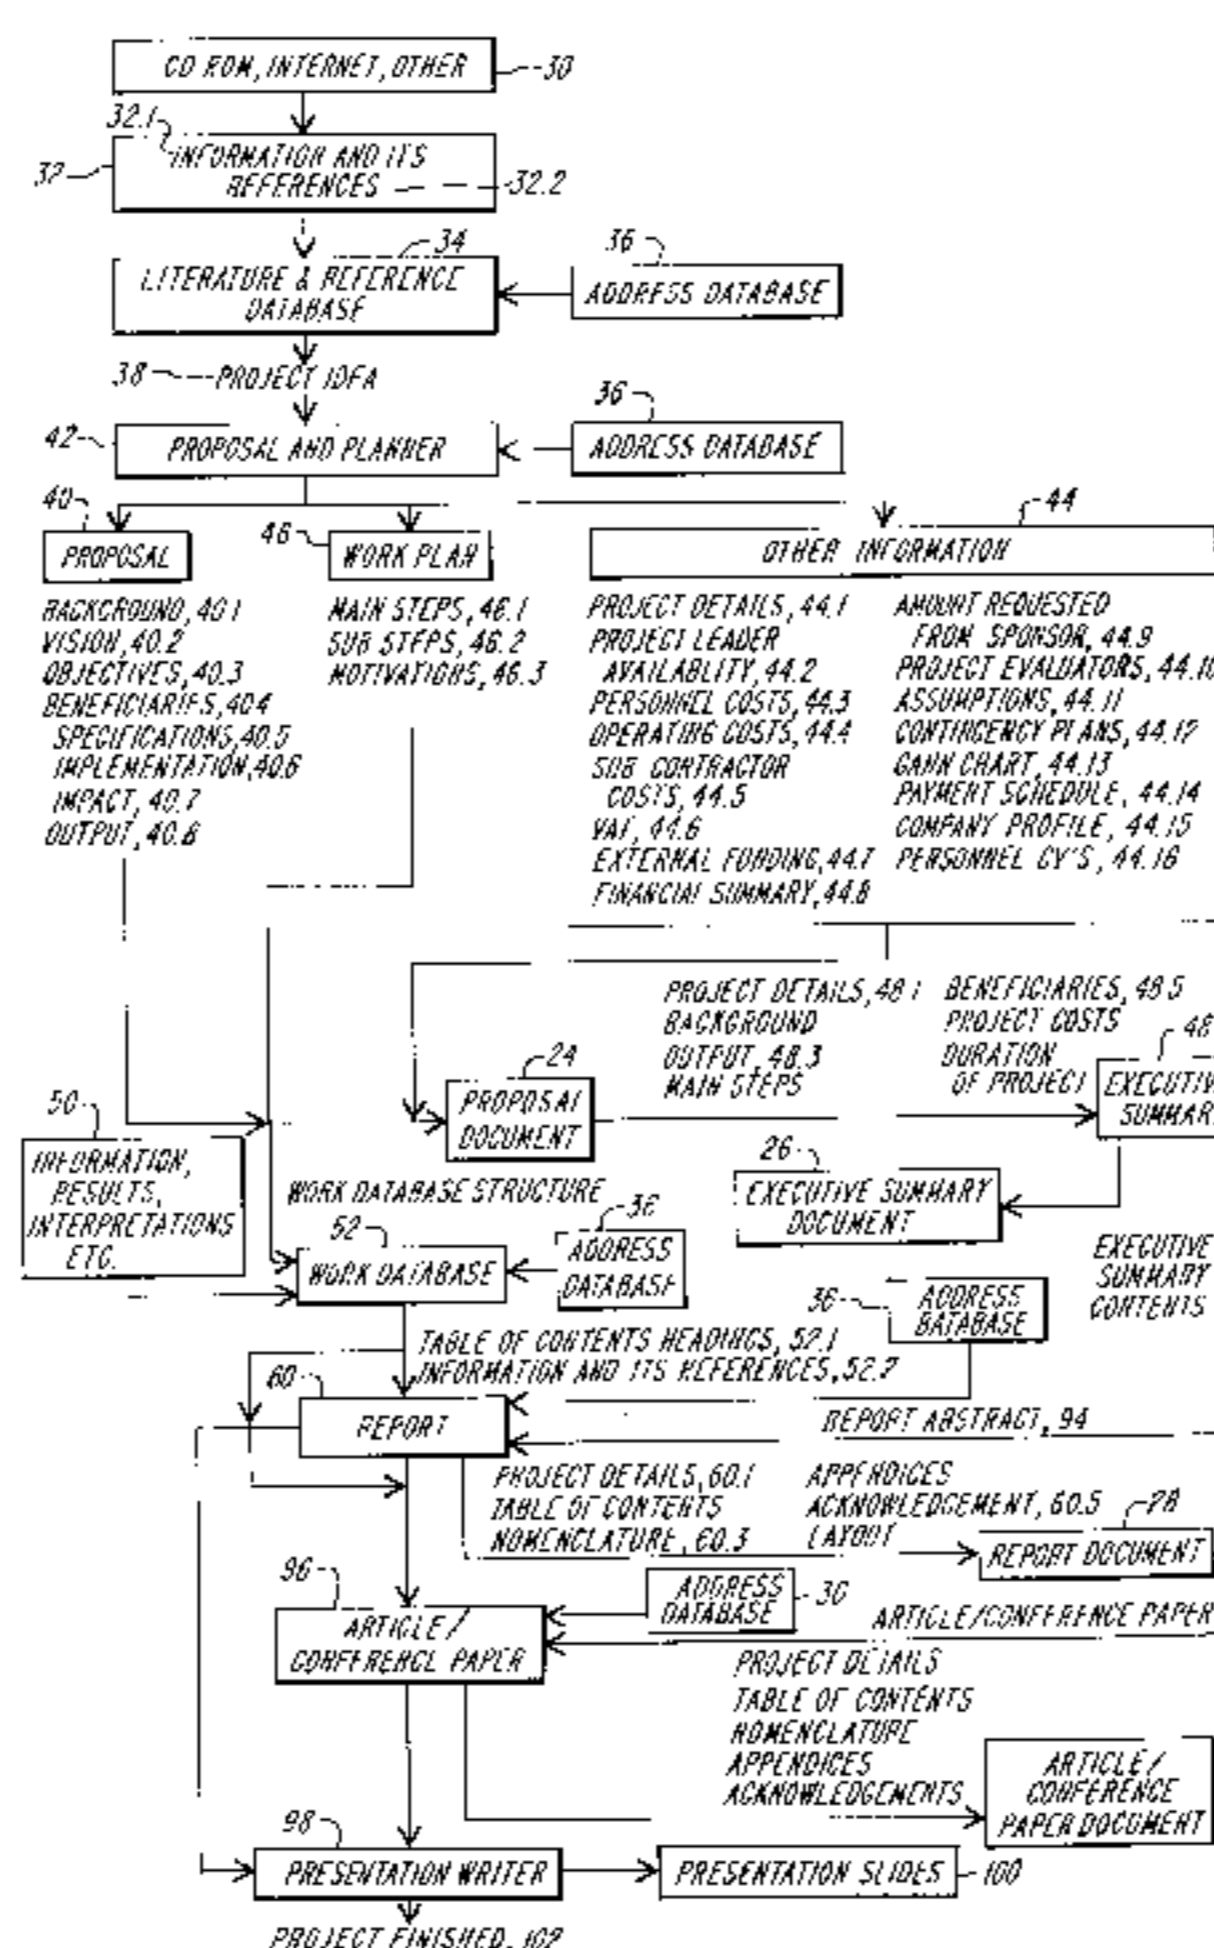 CD ROM, INTERNET, OTHER
30
32.1
INFORMATION AND ITS
REFERENCES
32
32.2
34
LITERATURE & REFERENCE
DATABASE
36
ADDRESS DATABASE
38
PROJECT IDEA
36
42
PROPOSAL AND PLANNER
ADDRESS DATABASE
40
PROPOSAL
46
WORK PLAN
44
OTHER INFORMATION
BACKGROUND, 40.1
VISION, 40.2
OBJECTIVES, 40.3
BENEFICIARIES, 40.4
SPECIFICATIONS, 40.5
IMPLEMENTATION, 40.6
IMPACT, 40.7
OUTPUT, 40.8
MAIN STEPS, 46.1
SUB STEPS, 46.2
MOTIVATIONS, 46.3
PROJECT DETAILS, 44.1
PROJECT LEADER
AVAILABLITY, 44.2
PERSONNEL COSTS, 44.3
OPERATING COSTS, 44.4
SUB CONTRACTOR
COSTS, 44.5
VAT, 44.6
EXTERNAL FUNDING, 44.7
FINANCIAL SUMMARY, 44.8
AMOUNT REQUESTED
FROM SPONSOR, 44.9
PROJECT EVALUATORS, 44.10
ASSUMPTIONS, 44.11
CONTINGENCY PLANS, 44.12
GANN CHART, 44.13
PAYMENT SCHEDULE, 44.14
COMPANY PROFILE, 44.15
PERSONNEL CV'S, 44.16
PROJECT DETAILS, 48.1
BACKGROUND
OUTPUT, 48.3
MAIN STEPS
BENEFICIARIES, 48.5
PROJECT COSTS
DURATION
OF PROJECT
48
EXECUTIV
SUMMAR
24
PROPOSAL
DOCUMENT
50
INFORMATION,
RESULTS,
INTERPRETATIONS
ETC.
26
EXECUTIVE SUMMARY
DOCUMENT
WORK DATABASE STRUCTURE
52
WORK DATABASE
36
ADDRESS
DATABASE
EXECUTIVE
SUMMARY
CONTENTS
36
ADDRESS
DATABASE
TABLE OF CONTENTS HEADINGS, 52.1
INFORMATION AND ITS REFERENCES, 52.2
60
REPORT
REPORT ABSTRACT, 94
PROJECT DETAILS, 60.1
TABLE OF CONTENTS
NOMENCLATURE, 60.3
APPENDICES
ACKNOWLEDGEMENT, 60.5
LAYOUT
28
REPORT DOCUMENT
96
ARTICLE/
CONFERENCE PAPER
ADDRESS
DATABASE
36
ARTICLE/CONFERENCE PAPER
PROJECT DETAILS
TABLE OF CONTENTS
NOMENCLATURE
APPENDICES
ACKNOWLEDGEMENTS
ARTICLE/
CONFERENCE
PAPER DOCUMENT
98
PRESENTATION WRITER
PRESENTATION SLIDES
100
PROJECT FINISHED, 102